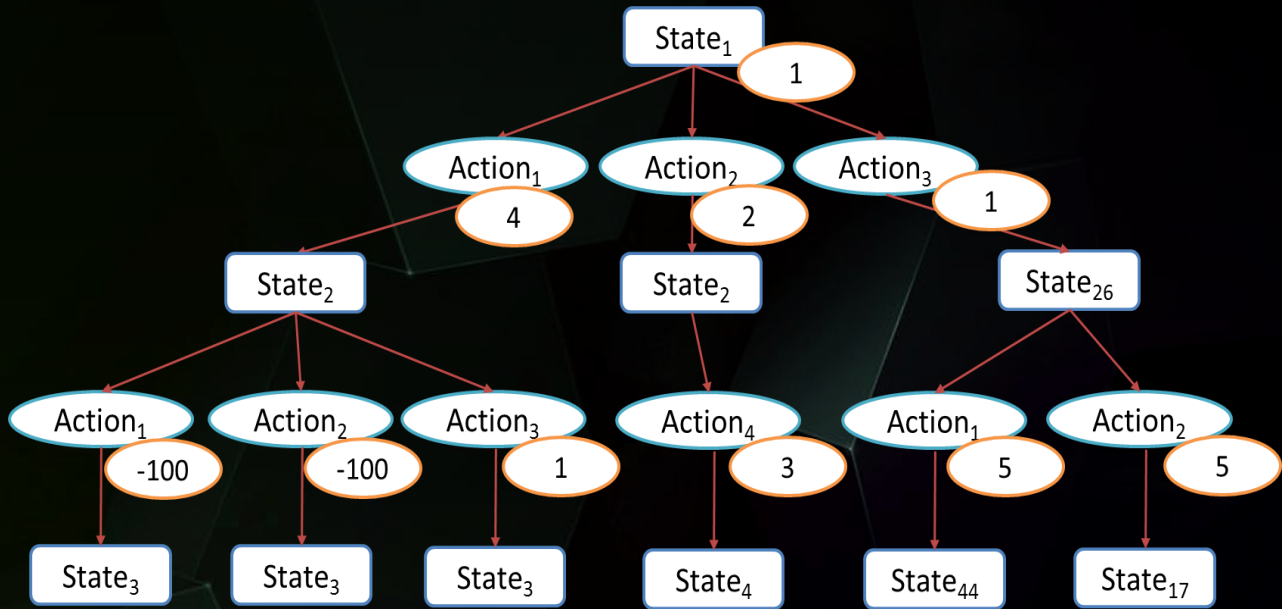 State₁
1
Action₁ Action₂ Action₃
4 2 1
State₂ State₂ State₂₆
Action₁ Action₂ Action₃ Action₄ Action₁ Action₂
-100 -100 1 3 5 5
State₃ State₃ State₃ State₄ State₄₄ State₁₇